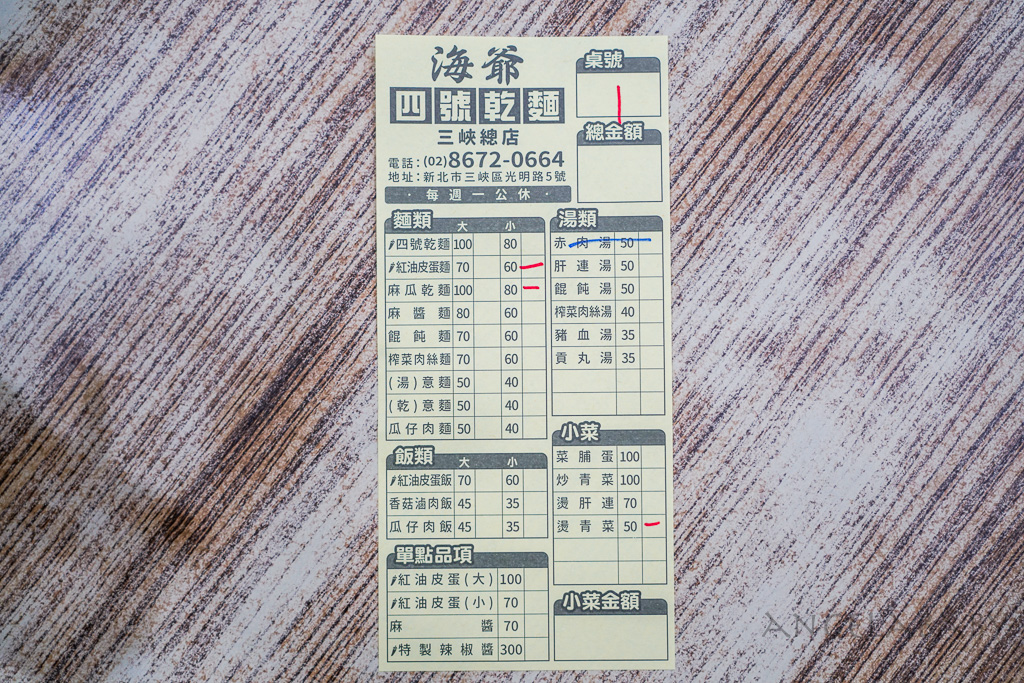 海爺
四號乾麵
三峽總店
電話：(02)8672-0664
地址：新北市三峽區光明路5號
· 每週一公休 ·
桌號
1
總金額
麵類 大 小
四號乾麵 100 80
紅油皮蛋麵 70 60 一
麻瓜乾麵 100 80 一
麻醬麵 80 60
餛飩麵 70 60
榨菜肉絲麵 70 60
(湯)意麵 50 40
(乾)意麵 50 40
瓜仔肉麵 50 40
飯類 大 小
紅油皮蛋飯 70 60
香菇滷肉飯 45 35
瓜仔肉飯 45 35
單點品項
紅油皮蛋(大) 100
紅油皮蛋(小) 70
麻醬 70
特製辣椒醬 300
湯類
赤肉湯 50
肝連湯 50
餛飩湯 50
榨菜肉絲湯 40
豬血湯 35
貢丸湯 35
小菜
菜脯蛋 100
炒青菜 100
燙肝連 70
燙青菜 50 一
小菜金額